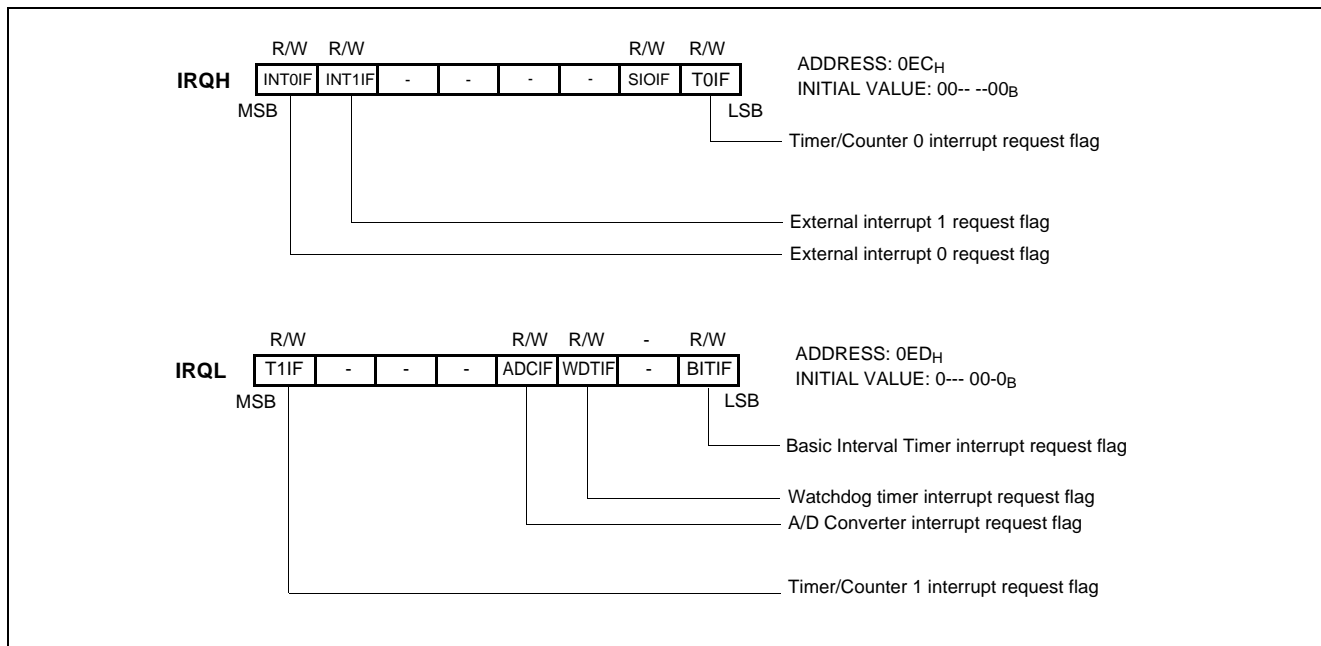 R/W R/W R/W R/W
IRQH INT0IF INT1IF - - - - SIOIF T0IF
MSB LSB
ADDRESS: 0ECH
INITIAL VALUE: 00-- --00B
Timer/Counter 0 interrupt request flag
External interrupt 1 request flag
External interrupt 0 request flag
R/W R/W R/W - R/W
IRQL T1IF - - - ADCIF WDTIF - BITIF
MSB LSB
ADDRESS: 0EDH
INITIAL VALUE: 0--- 00-0B
Basic Interval Timer interrupt request flag
Watchdog timer interrupt request flag
A/D Converter interrupt request flag
Timer/Counter 1 interrupt request flag